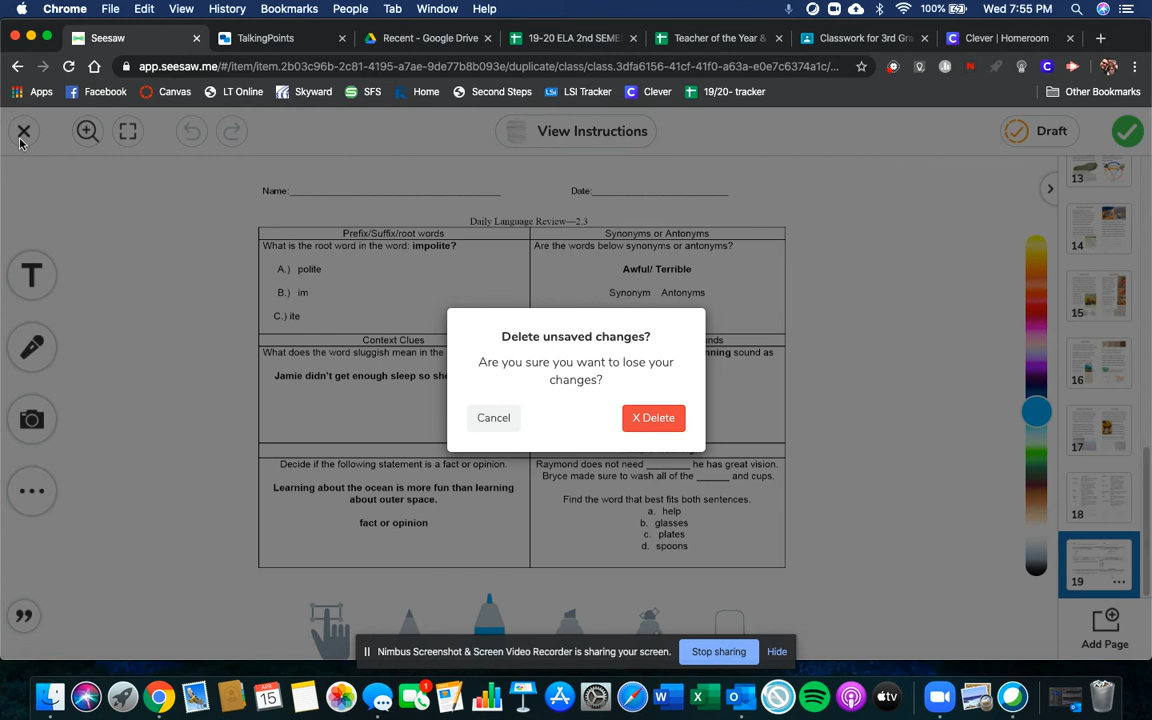 Chrome File Edit View History Bookmarks People Tab Window Help 100% Wed 7:55 PM
Seesaw TalkingPoints Recent - Google Drive 19-20 ELA 2nd SEME Teacher of the Year & Classwork for 3rd Gra Clever | Homeroom
app.seesaw.me/#/item/item.2b03c96b-2c81-4195-a7ae-9de77b8b093e/duplicate/class/class.3dfa6156-41cf-41f0-a63a-e0e7c6374a1c/...
Apps Facebook Canvas LT Online Skyward SFS Home Second Steps LSI Tracker Clever 19/20- tracker Other Bookmarks
View Instructions Draft
Name: Date:
Daily Language Review—2.3
Prefix/Suffix/root words Synonyms or Antonyms
What is the root word in the word: impolite? Are the words below synonyms or antonyms?
A.) polite Awful/ Terrible
B.) im Synonym Antonyms
C.) ite
Delete unsaved changes?
Are you sure you want to lose your
changes?
Cancel X Delete
Context Clues
What does the word sluggish mean in the
Jamie didn't get enough sleep so she
Decide if the following statement is a fact or opinion.
Learning about the ocean is more fun than learning
about outer space.
fact or opinion
Raymond does not need ________ he has great vision.
Bryce made sure to wash all of the ______ and cups.
Find the word that best fits both sentences.
a. help
b. glasses
c. plates
d. spoons
13
14
15
16
17
18
19
Add Page
T
Nimbus Screenshot & Screen Video Recorder is sharing your screen. Stop sharing Hide
APR
15
1
W
X
tv